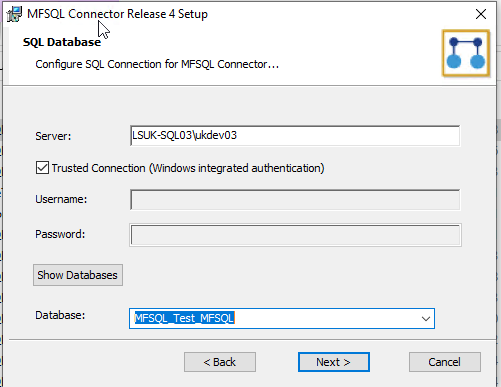 MFSQL Connector Release 4 Setup
SQL Database
Configure SQL Connection for MFSQL Connector...
Server: LSUK-SQL03\ukdev03
Trusted Connection (Windows integrated authentication)
Username:
Password:
Show Databases
Database: MFSQL_Test_MFSQL
< Back Next > Cancel